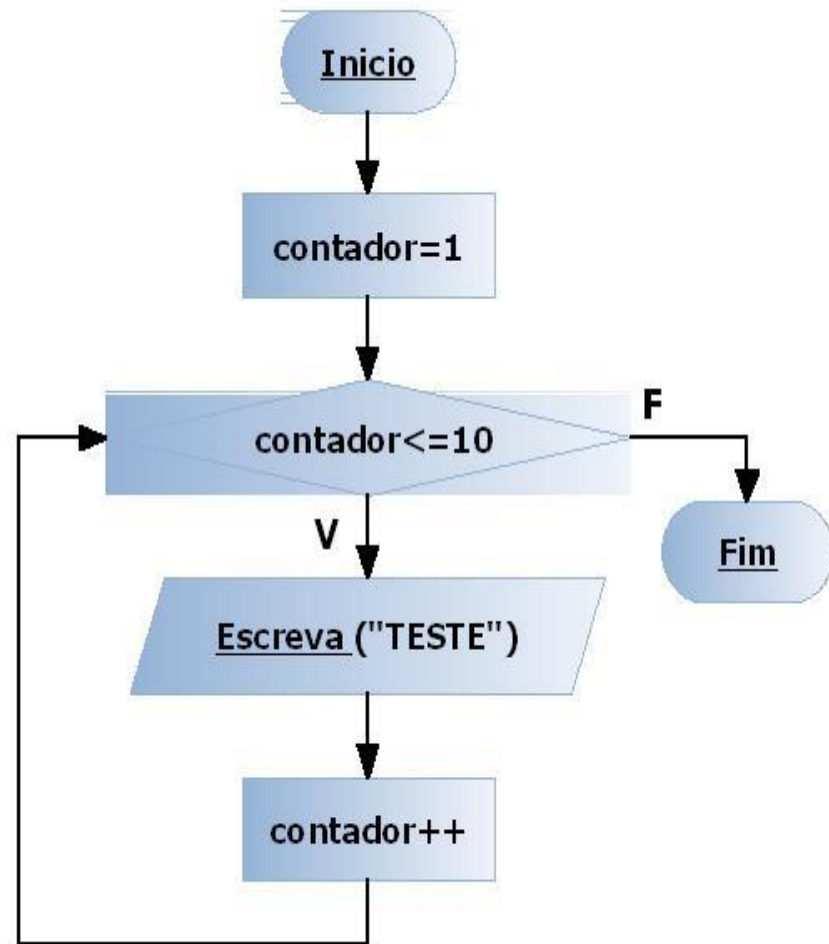 Inicio
contador=1
contador<=10
F
V
Fim
Escreva ("TESTE")
contador++